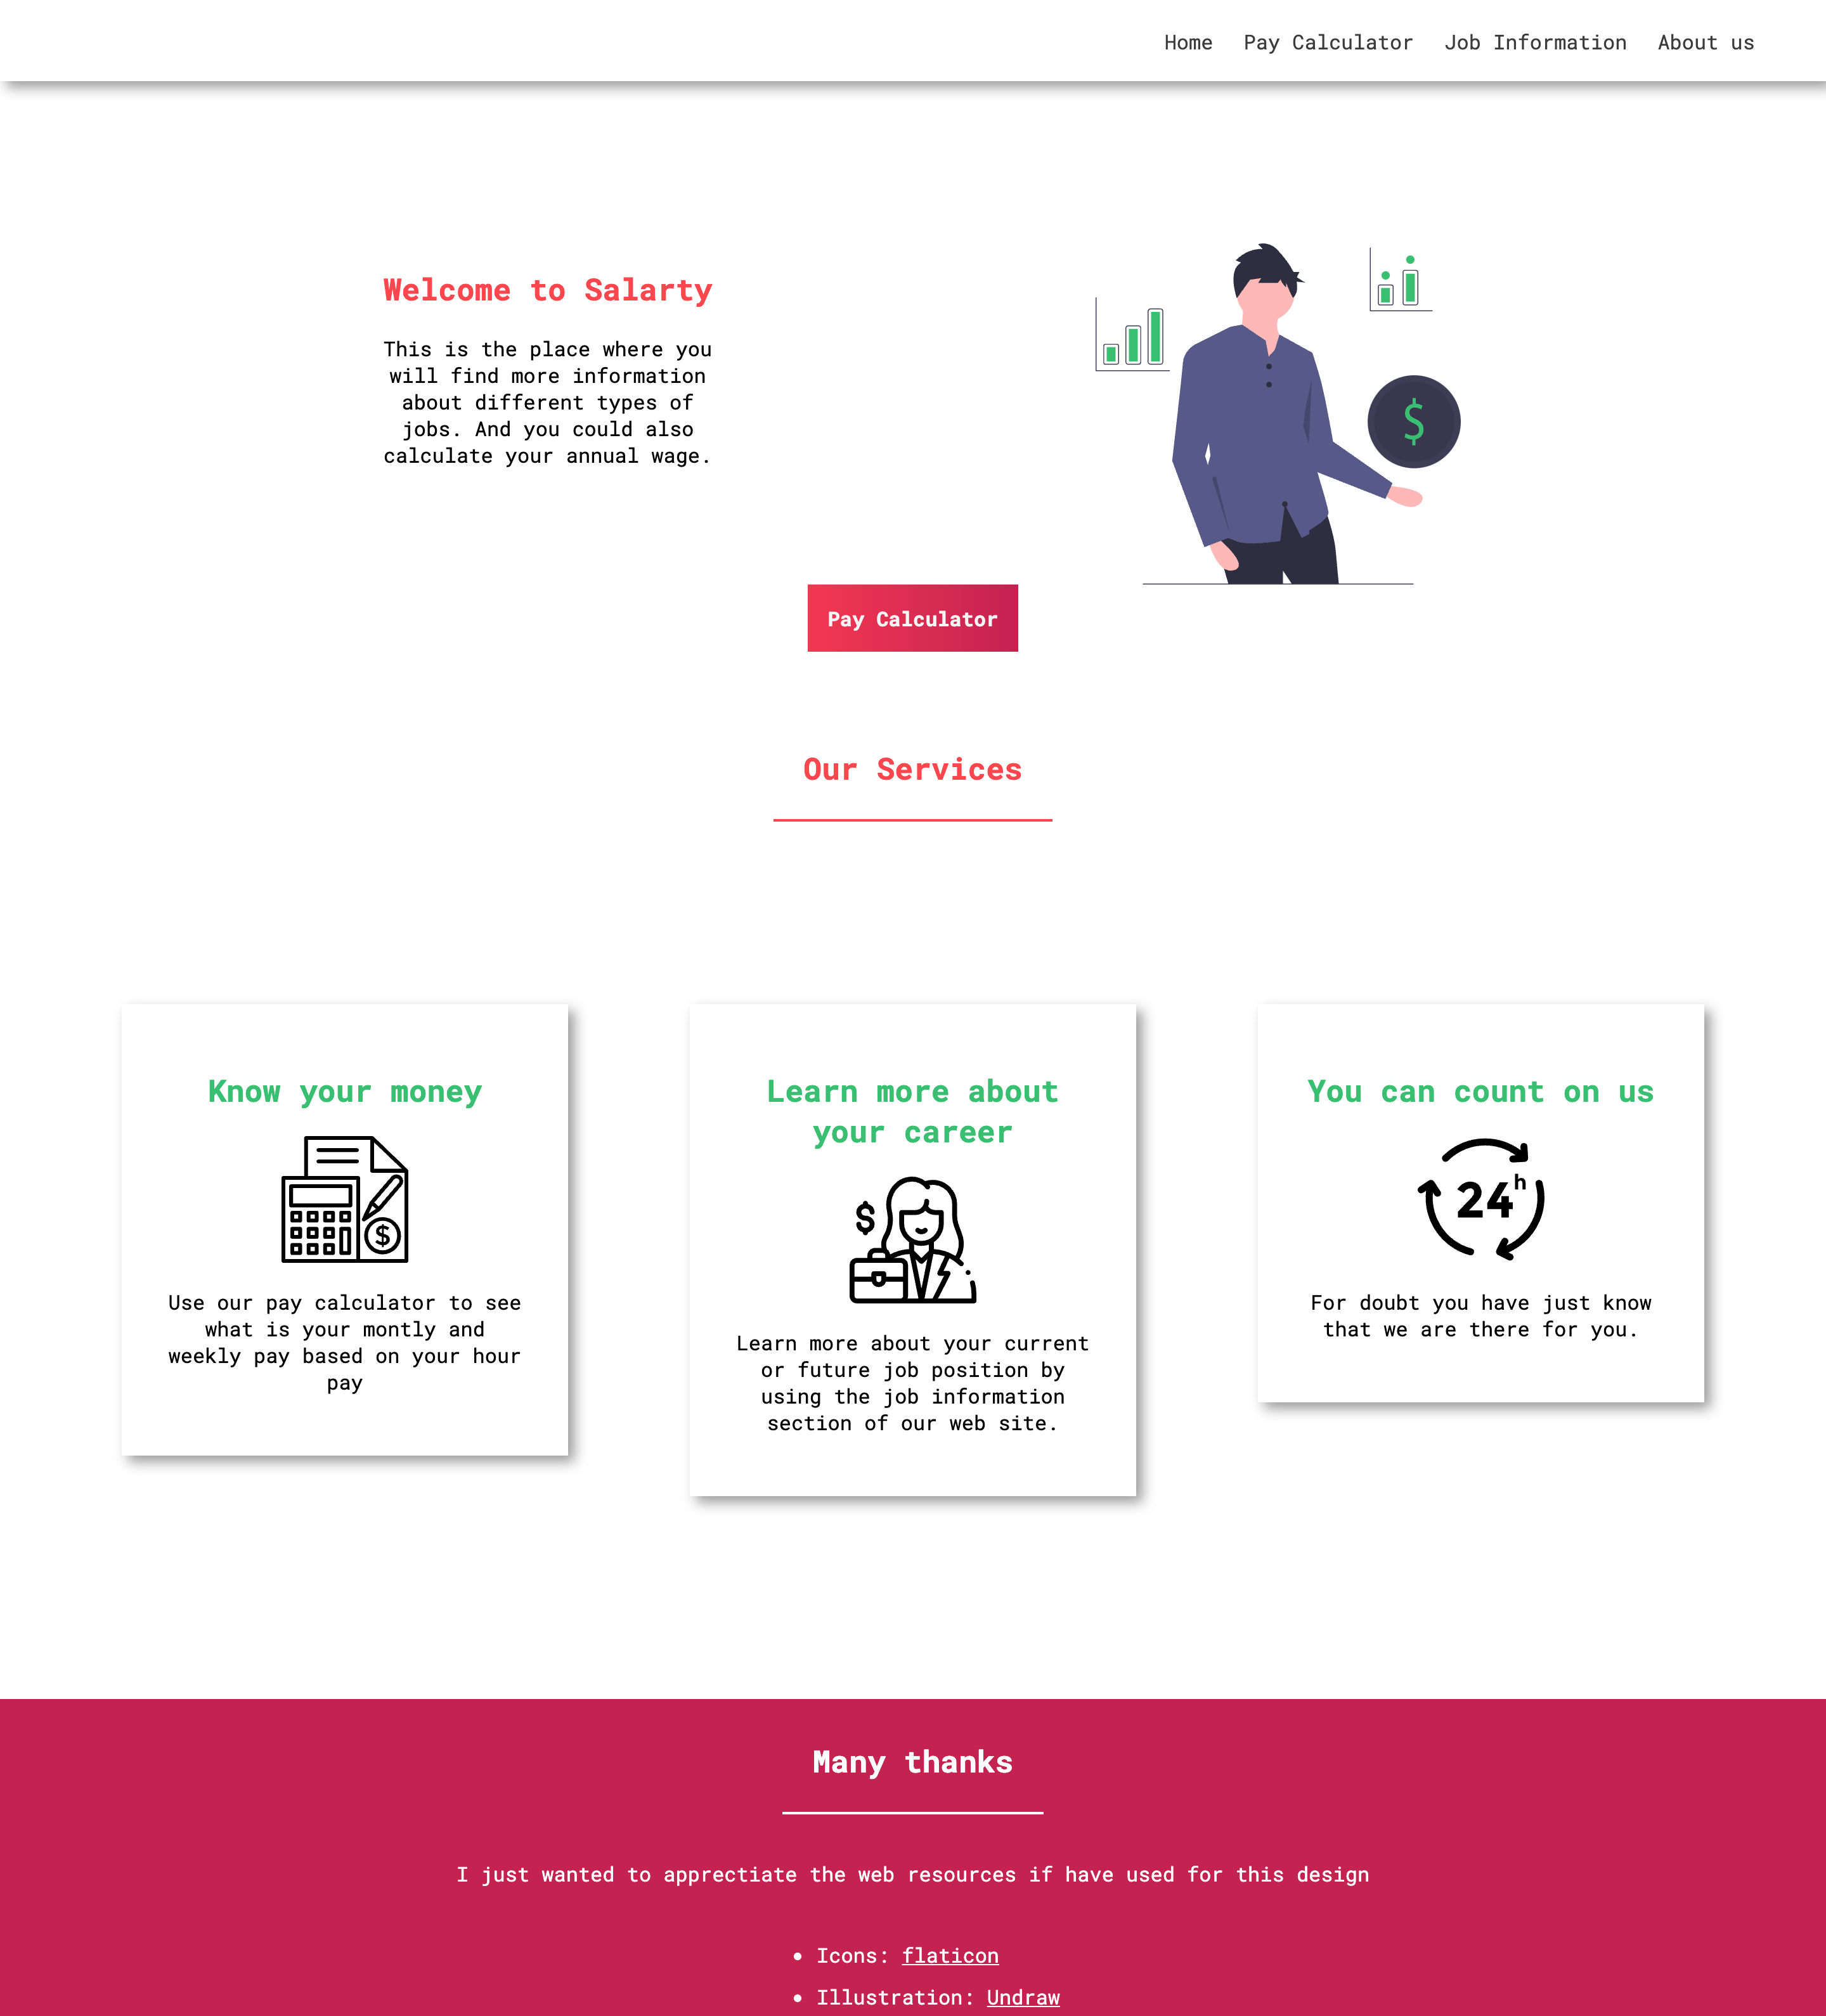 Home Pay Calculator Job Information About us
Welcome to Salarty
This is the place where you
will find more information
about different types of
jobs. And you could also
calculate your annual wage.
$
Pay Calculator
Our Services
Know your money
$
Use our pay calculator to see
what is your montly and
weekly pay based on your hour
pay
Learn more about
your career
$
Learn more about your current
or future job position by
using the job information
section of our web site.
You can count on us
24h
For doubt you have just know
that we are there for you.
Many thanks
I just wanted to apprectiate the web resources if have used for this design
• Icons: flaticon
• Illustration: Undraw